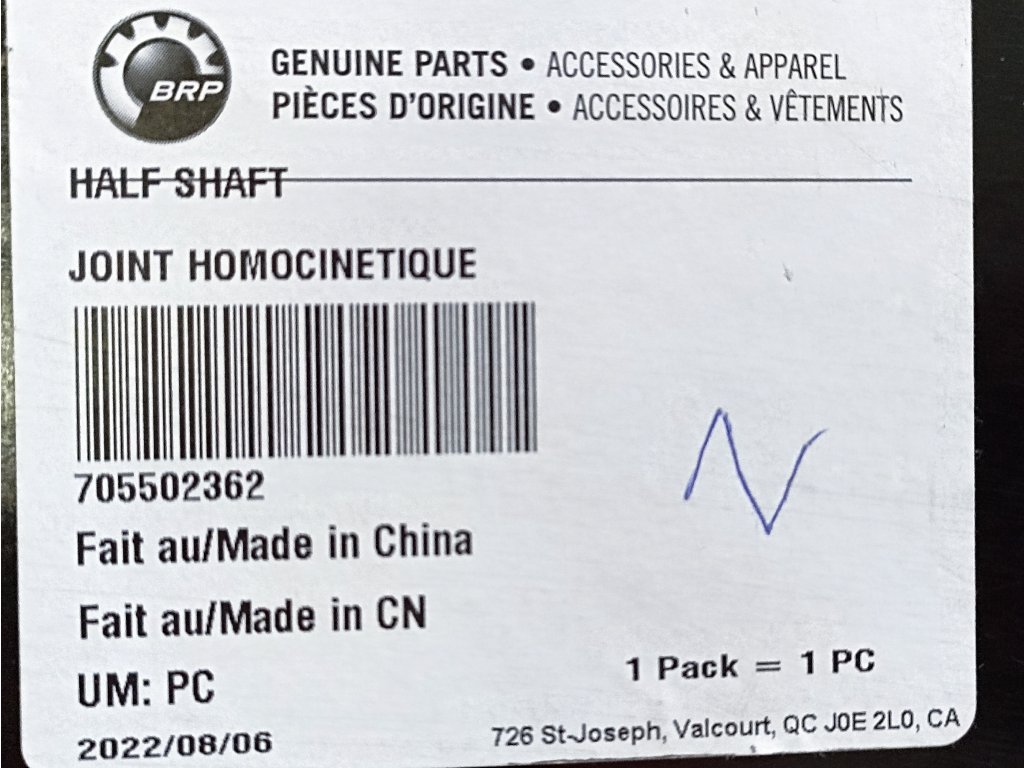 BRP
GENUINE PARTS • ACCESSORIES & APPAREL
PIÈCES D'ORIGINE • ACCESSOIRES & VÊTEMENTS
HALF SHAFT
JOINT HOMOCINETIQUE
705502362
Fait au/Made in China
Fait au/Made in CN
UM: PC
1 Pack = 1 PC
2022/08/06
726 St-Joseph, Valcourt, QC J0E 2L0, CA